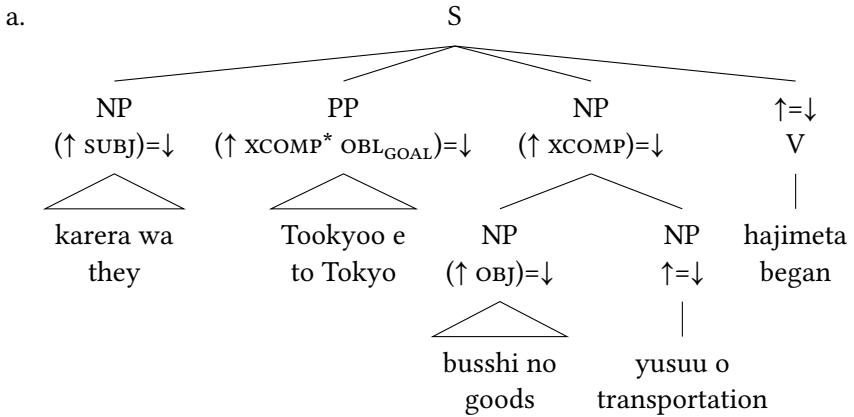 a.
S
NP PP NP ↑=↓
(↑ SUBJ)=↓ (↑ XCOMP* OBL_GOAL)=↓ (↑ XCOMP)=↓ V
karera wa Tookyoo e NP NP hajimeta
they to Tokyo (↑ OBJ)=↓ ↑=↓ began
busshi no yusuu o
goods transportation